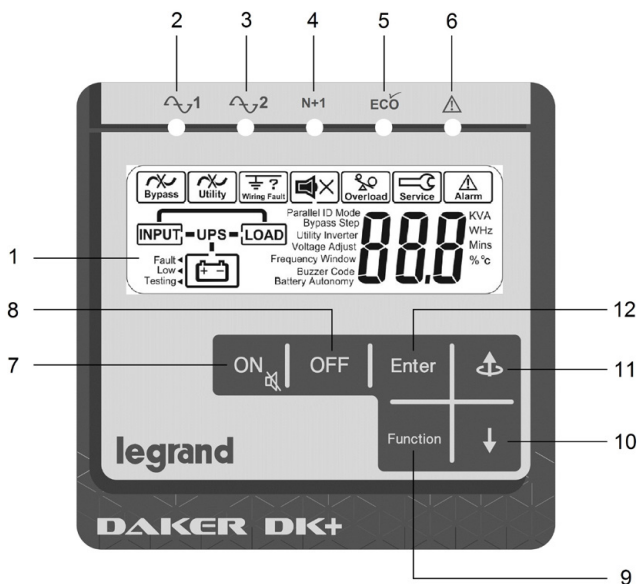 2 3 4 5 6
1 2 N+1 ECO
Bypass Utility Wiring Fault Overload Service Alarm
Parallel ID Mode
Bypass Step
Utility Inverter
Voltage Adjust
Frequency Window
Buzzer Code
Battery Autonomy
INPUT UPS LOAD
Fault
Low
Testing
+ -
88.8
KVA
WHz
Mins
% °c
1
8 12
7 ON OFF Enter 11
Function 10
legrand
DAKER DK+
9